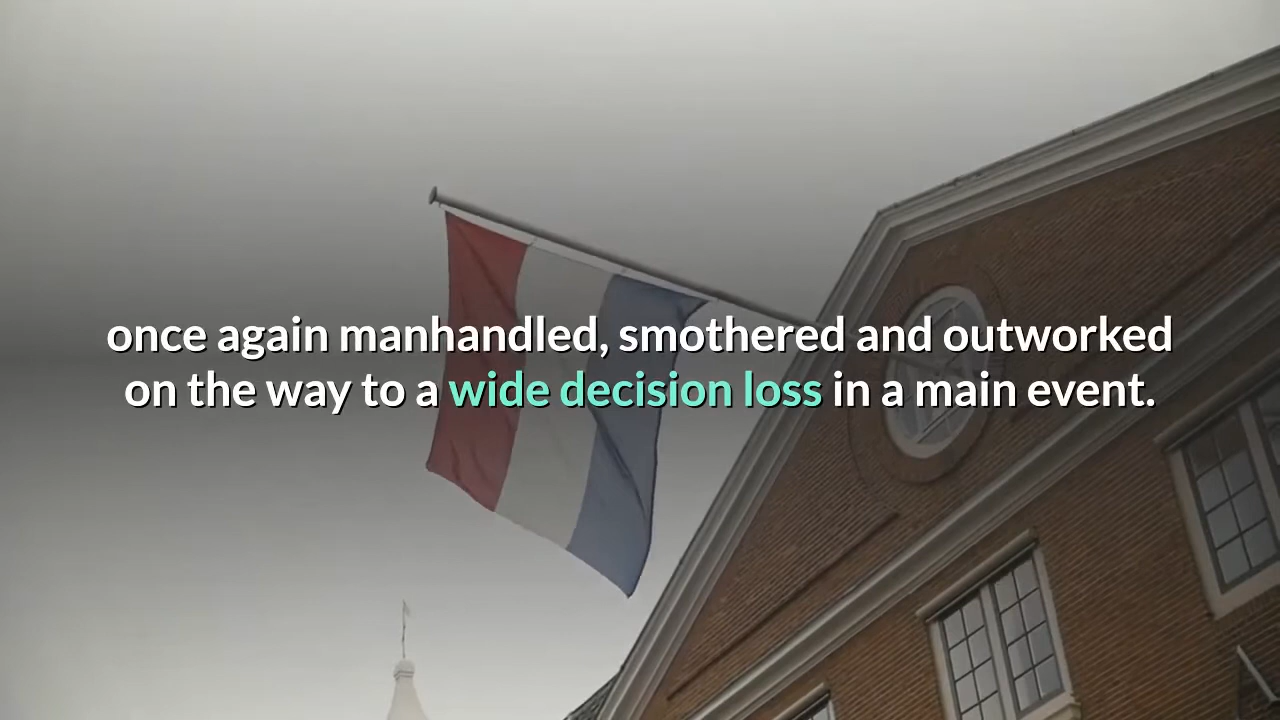 once again manhandled, smothered and outworked
on the way to a wide decision loss in a main event.